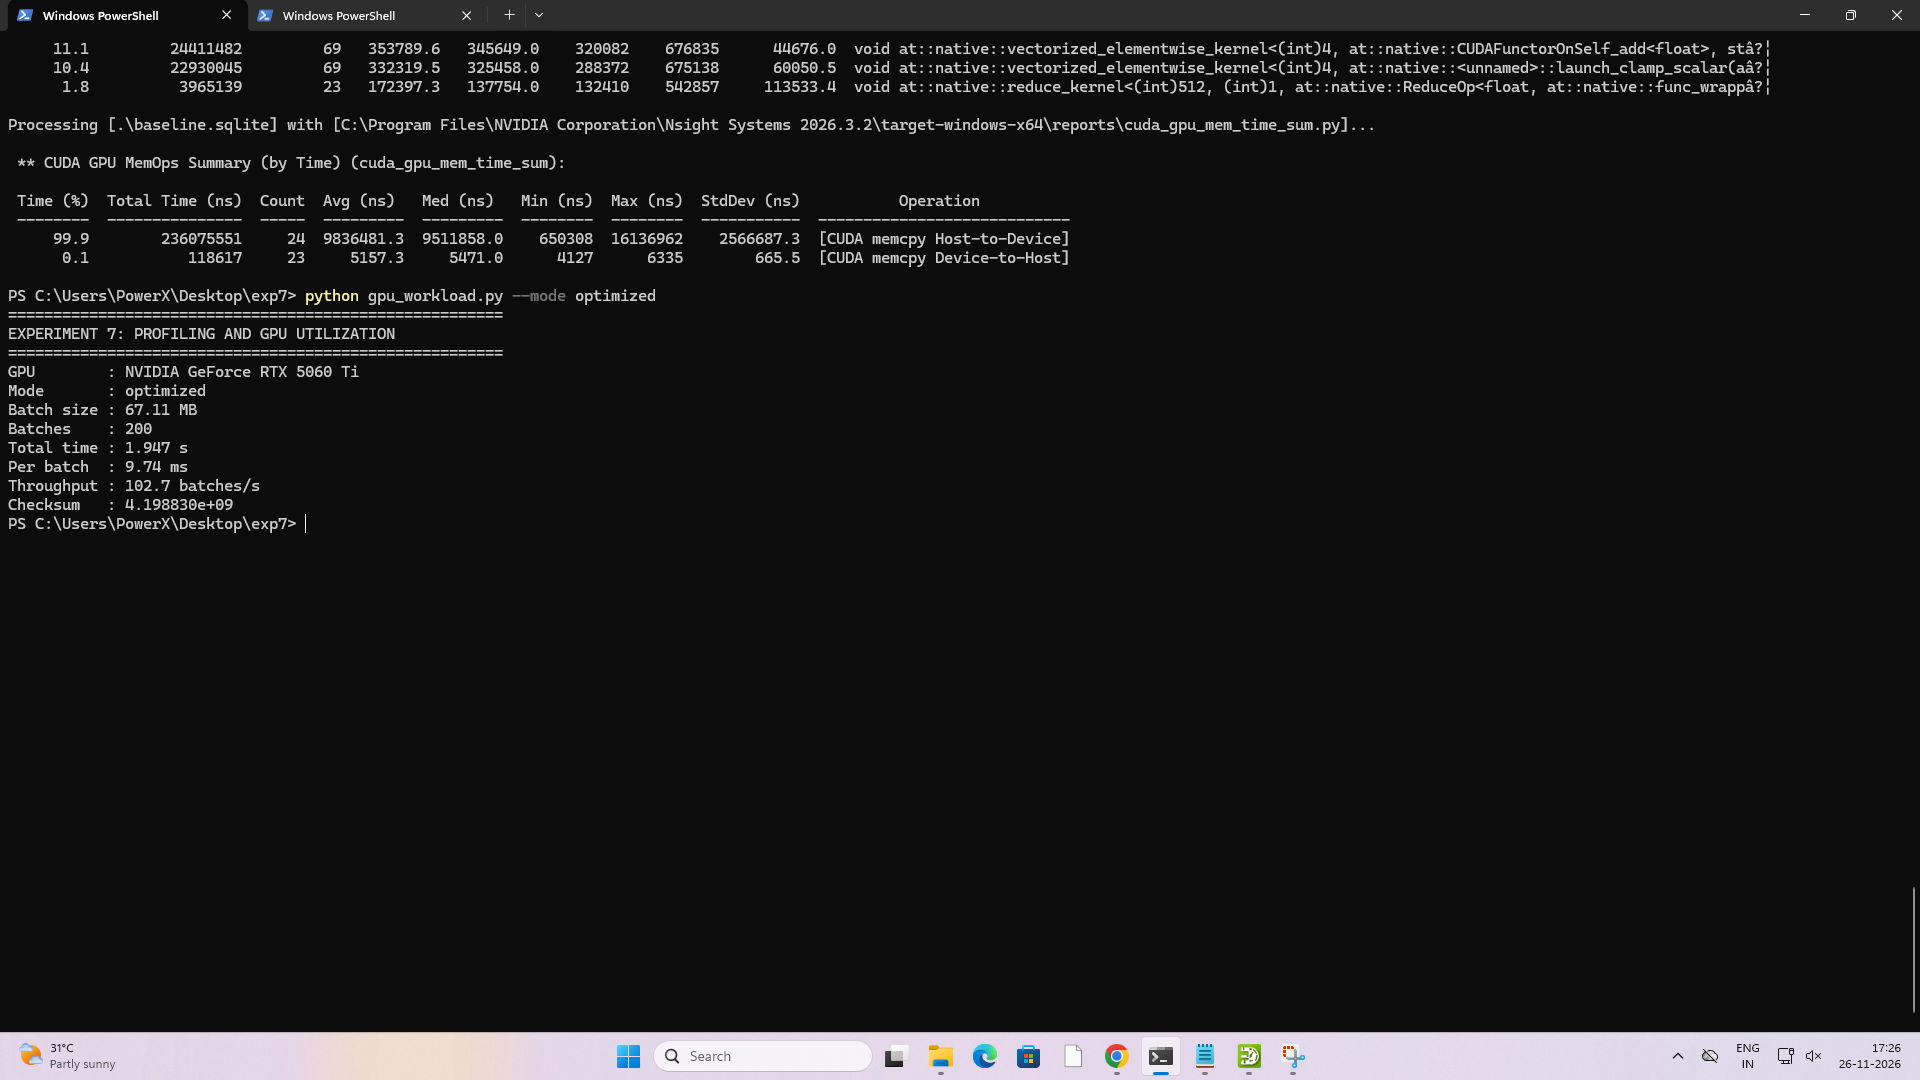 Windows PowerShell
Windows PowerShell
11.1 24411482 69 353789.6 345649.0 320082 676835 44676.0 void at::native::vectorized_elementwise_kernel<(int)4, at::native::CUDAFunctorOnSelf_add<float>, stâ?¦
10.4 22930045 69 332319.5 325458.0 288372 675138 60050.5 void at::native::vectorized_elementwise_kernel<(int)4, at::native::<unnamed>::launch_clamp_scalar(aâ?¦
1.8 3965139 23 172397.3 137754.0 132410 542857 113533.4 void at::native::reduce_kernel<(int)512, (int)1, at::native::ReduceOp<float, at::native::func_wrappâ?¦
Processing [.\baseline.sqlite] with [C:\Program Files\NVIDIA Corporation\Nsight Systems 2026.3.2\target-windows-x64\reports\cuda_gpu_mem_time_sum.py]...
** CUDA GPU MemOps Summary (by Time) (cuda_gpu_mem_time_sum):
Time (%) Total Time (ns) Count Avg (ns) Med (ns) Min (ns) Max (ns) StdDev (ns) Operation
-------- --------------- ----- --------- --------- -------- -------- ----------- ----------------------------
99.9 236075551 24 9836481.3 9511858.0 650308 16136962 2566687.3 [CUDA memcpy Host-to-Device]
0.1 118617 23 5157.3 5471.0 4127 6335 665.5 [CUDA memcpy Device-to-Host]
PS C:\Users\PowerX\Desktop\exp7> python gpu_workload.py --mode optimized
=======================================================
EXPERIMENT 7: PROFILING AND GPU UTILIZATION
=======================================================
GPU : NVIDIA GeForce RTX 5060 Ti
Mode : optimized
Batch size : 67.11 MB
Batches : 200
Total time : 1.947 s
Per batch : 9.74 ms
Throughput : 102.7 batches/s
Checksum : 4.198830e+09
PS C:\Users\PowerX\Desktop\exp7>
31°C
Partly sunny
Search
ENG
IN
17:26
26-11-2026